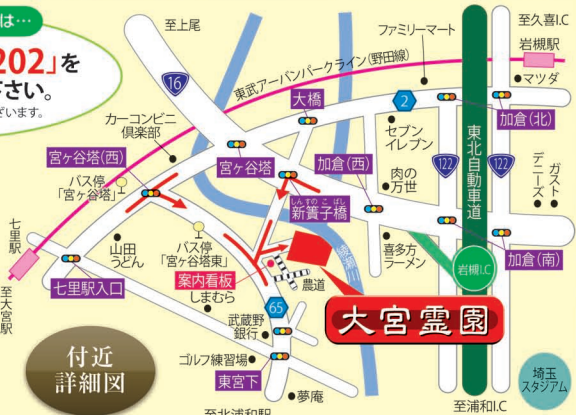 は…
202」を
さい。
ざいます。
至上尾
16
東武アーバンパークライン(野田線)
ファミリーマート
至久喜I.C
岩槻駅
マツダ
大橋
2
加倉(北)
カーコンビニ
倶楽部
セブン
イレブン
東北自動車道
宮ヶ谷塔(西)
宮ヶ谷塔
加倉(西)
122
122
ガスト
デニーズ
バス停
「宮ヶ谷塔」
肉の
万世
しんすのこばし
新簀子橋
七里駅
山田
うどん
バス停
「宮ヶ谷塔東」
綾瀬川
喜多方
ラーメン
加倉(南)
岩槻I.C
七里駅入口
案内看板
しまむら
農道
至大宮駅
65
大宮霊園
武蔵野
銀行
付近
詳細図
ゴルフ練習場
東宮下
夢庵
埼玉
スタジアム
至北浦和駅
至浦和I.C